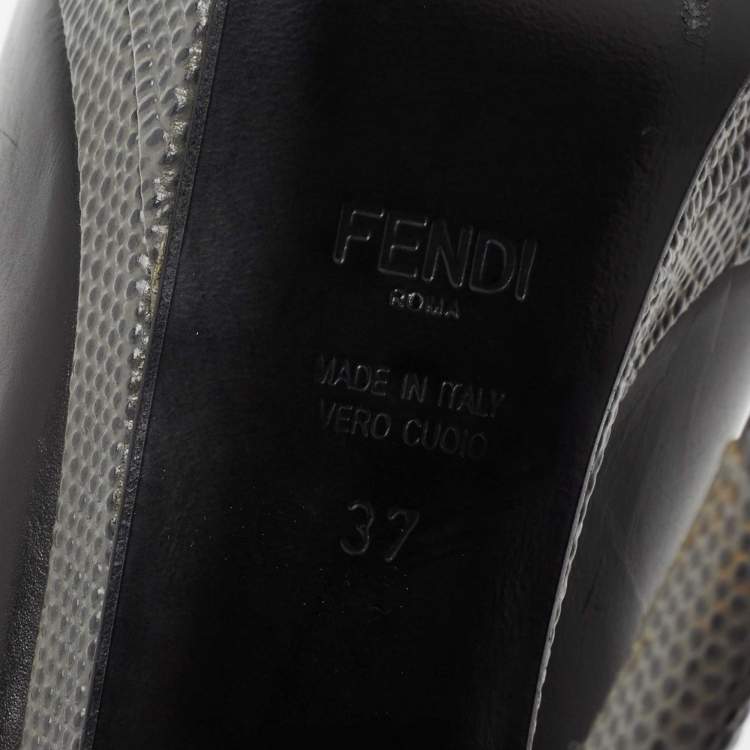 FENDI
ROMA
MADE IN ITALY
VERO CUOIO
37